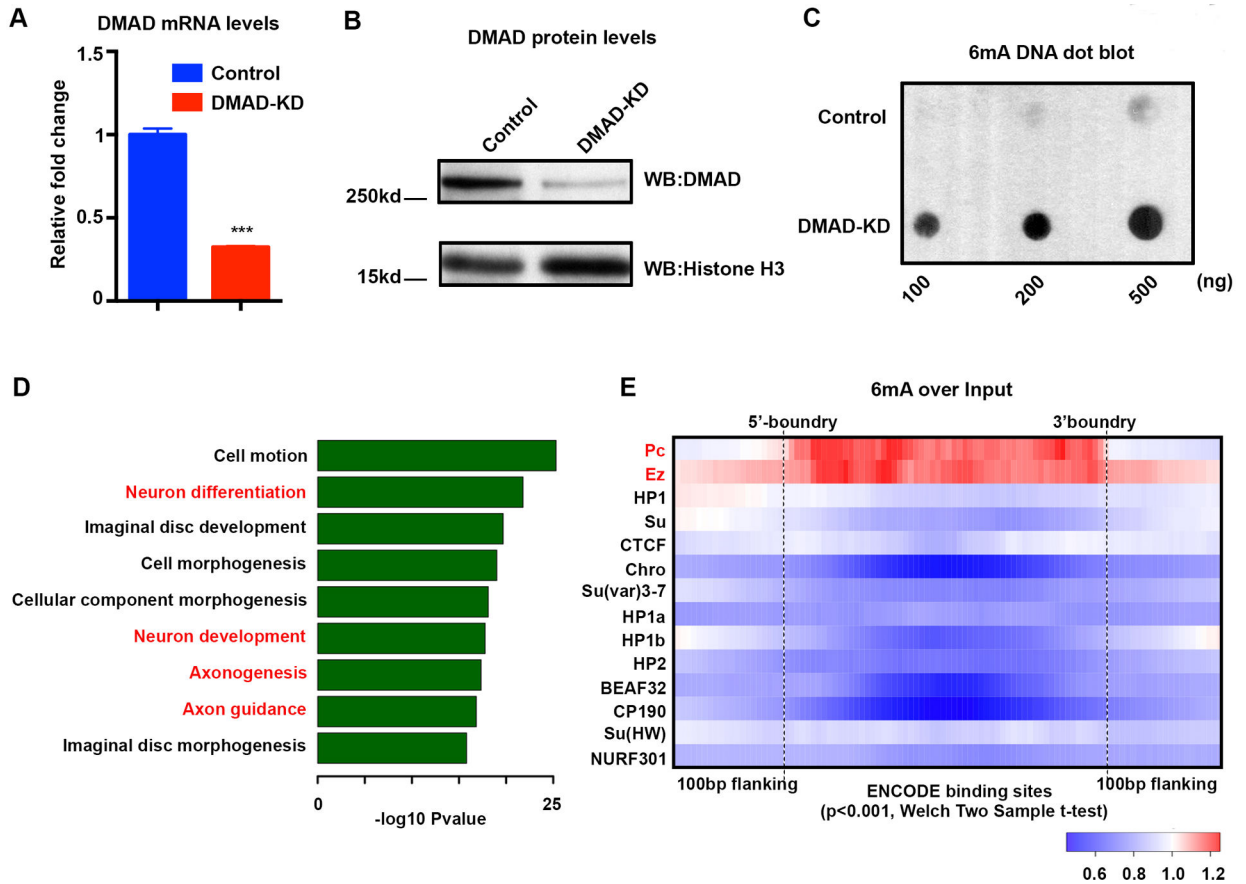 A
DMAD mRNA levels
Relative fold change
1.5
1
0.5
0
Control
DMAD-KD
***
B
DMAD protein levels
Control
DMAD-KD
250kd
WB:DMAD
15kd
WB:Histone H3
C
6mA DNA dot blot
Control
DMAD-KD
100
200
500
(ng)
D
Cell motion
Neuron differentiation
Imaginal disc development
Cell morphogenesis
Cellular component morphogenesis
Neuron development
Axonogenesis
Axon guidance
Imaginal disc morphogenesis
0
25
-log10 Pvalue
E
6mA over Input
5'-boundry
3'boundry
Pc
Ez
HP1
Su
CTCF
Chro
Su(var)3-7
HP1a
HP1b
HP2
BEAF32
CP190
Su(HW)
NURF301
100bp flanking
ENCODE binding sites
100bp flanking
(p<0.001, Welch Two Sample t-test)
0.6
0.8
1.0
1.2